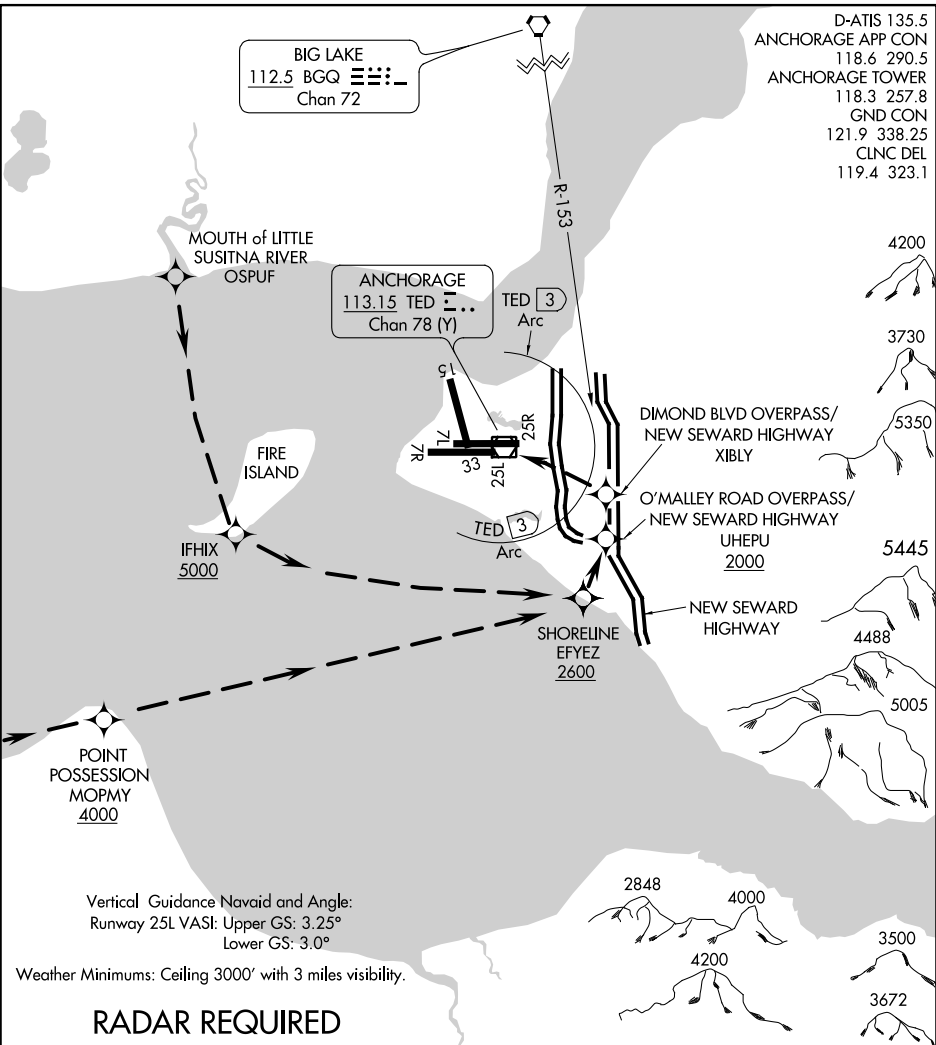 D-ATIS 135.5
ANCHORAGE APP CON
118.6 290.5
ANCHORAGE TOWER
118.3 257.8
GND CON
121.9 338.25
CLNC DEL
119.4 323.1
BIG LAKE
112.5 BGQ
Chan 72
R-153
MOUTH of LITTLE
SUSITNA RIVER
OSPUF
ANCHORAGE
113.15 TED
Chan 78 (Y)
TED 3
Arc
4200
3730
5350
15
7L
7R
33
25L
25R
FIRE
ISLAND
DIMOND BLVD OVERPASS/
NEW SEWARD HIGHWAY
XIBLY
O'MALLEY ROAD OVERPASS/
NEW SEWARD HIGHWAY
UHEPU
2000
TED 3
Arc
IFHIX
5000
5445
NEW SEWARD
HIGHWAY
SHORELINE
EFYEZ
2600
4488
5005
POINT
POSSESSION
MOPMY
4000
Vertical Guidance Navaid and Angle:
Runway 25L VASI: Upper GS: 3.25°
Lower GS: 3.0°
Weather Minimums: Ceiling 3000' with 3 miles visibility.
RADAR REQUIRED
2848
4000
4200
3500
3672